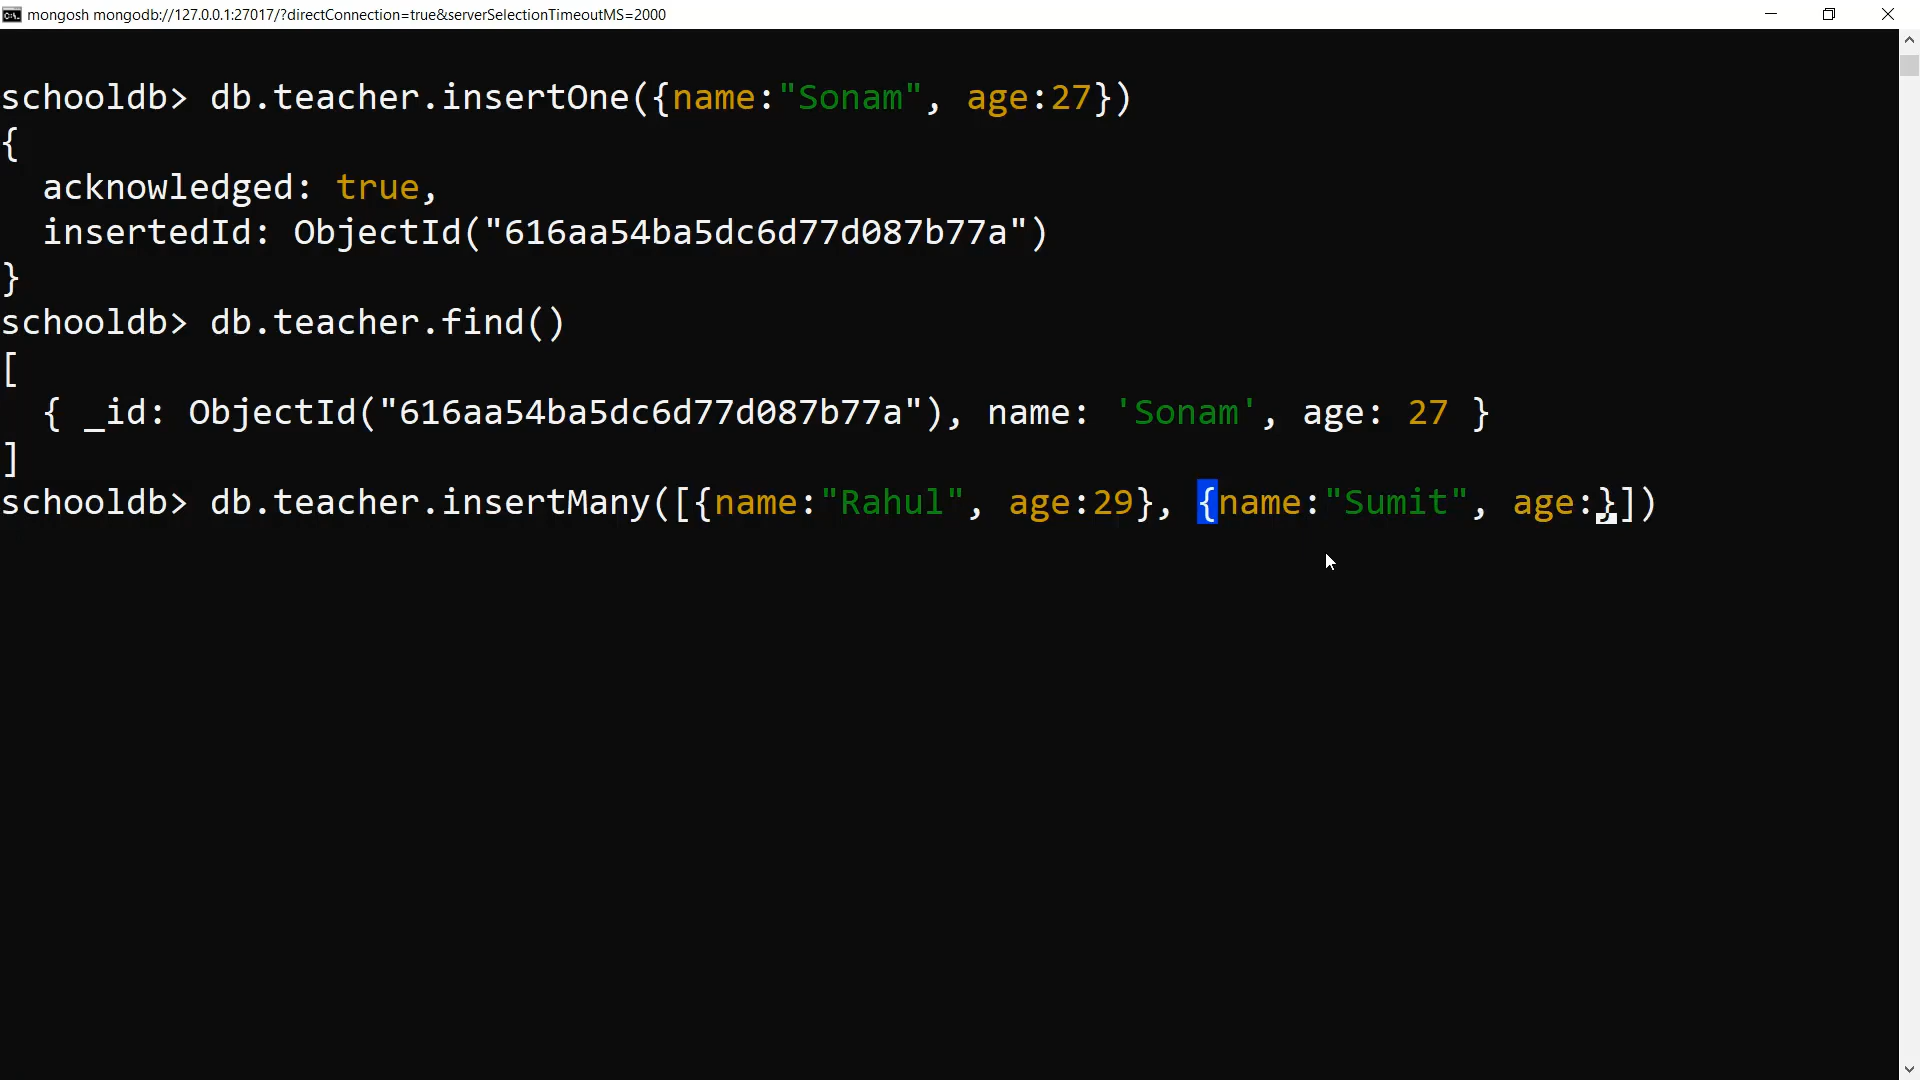 mongosh mongodb://127.0.0.1:27017/?directConnection=true&serverSelectionTimeoutMS=2000
schooldb> db.teacher.insertOne({name:"Sonam", age:27})
{
  acknowledged: true,
  insertedId: ObjectId("616aa54ba5dc6d77d087b77a")
}
schooldb> db.teacher.find()
[
  { _id: ObjectId("616aa54ba5dc6d77d087b77a"), name: 'Sonam', age: 27 }
]
schooldb> db.teacher.insertMany([{name:"Rahul", age:29}, {name:"Sumit", age:}])